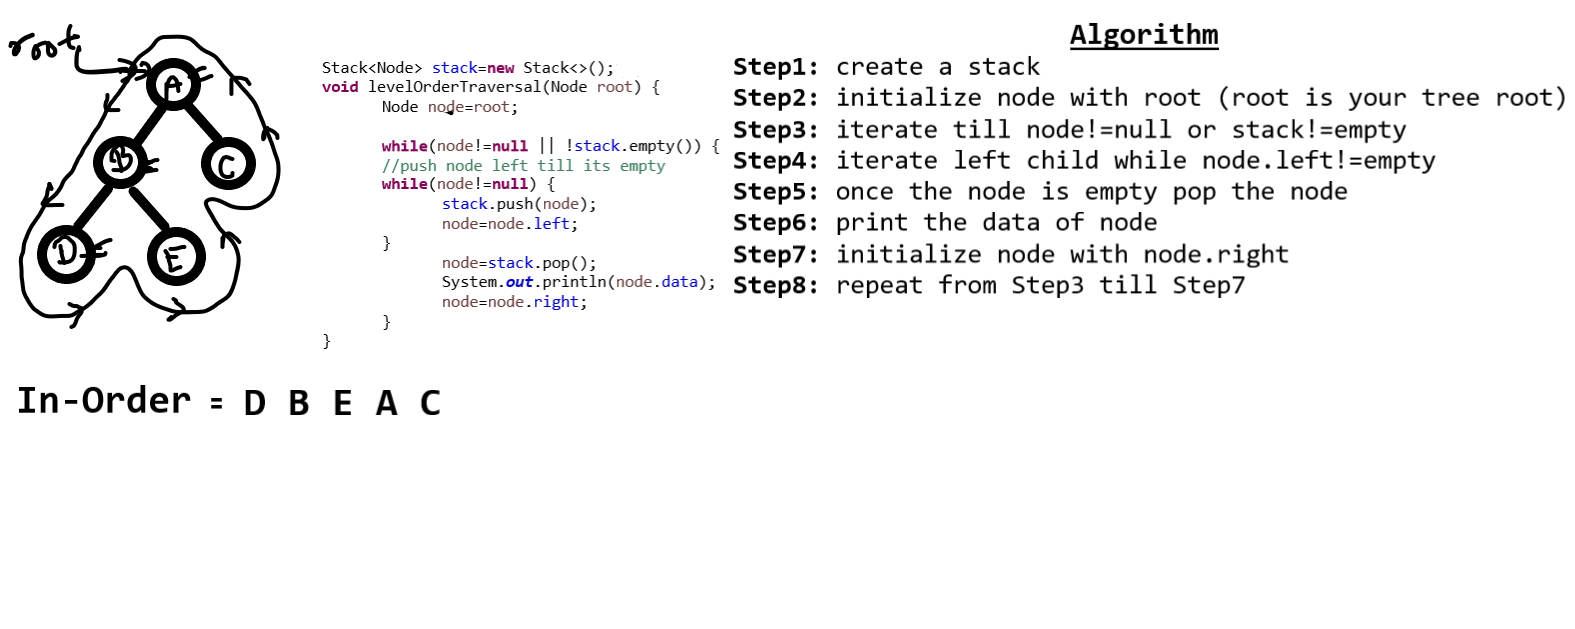 root
A
B
C
D
E
Stack<Node> stack=new Stack<>();
void levelOrderTraversal(Node root) {
Node node=root;
while(node!=null || !stack.empty()) {
//push node left till its empty
while(node!=null) {
stack.push(node);
node=node.left;
}
node=stack.pop();
System.out.println(node.data);
node=node.right;
}
}
Algorithm
Step1: create a stack
Step2: initialize node with root (root is your tree root)
Step3: iterate till node!=null or stack!=empty
Step4: iterate left child while node.left!=empty
Step5: once the node is empty pop the node
Step6: print the data of node
Step7: initialize node with node.right
Step8: repeat from Step3 till Step7
In-Order = D B E A C